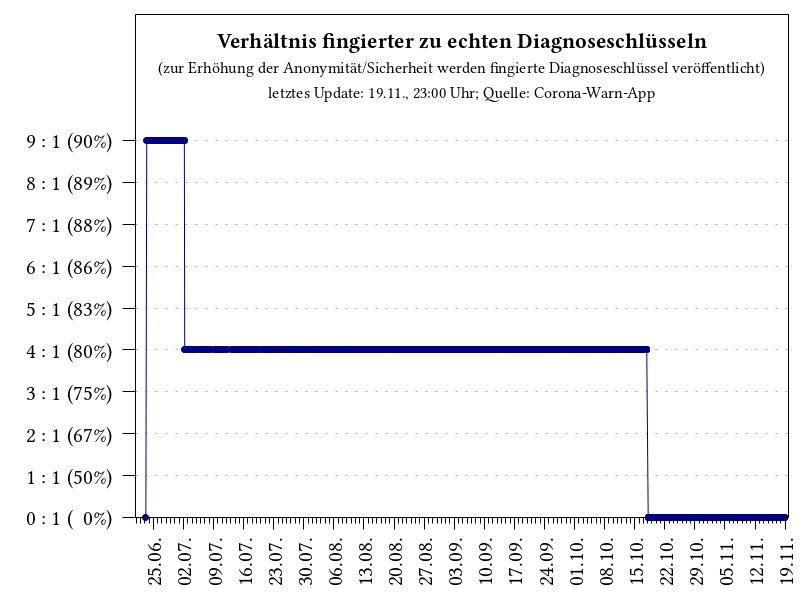 Verhältnis fingierter zu echten Diagnoseschlüsseln
(zur Erhöhung der Anonymität/Sicherheit werden fingierte Diagnoseschlüssel veröffentlicht)
letztes Update: 19.11., 23:00 Uhr; Quelle: Corona-Warn-App
9 : 1 (90%)
8 : 1 (89%)
7 : 1 (88%)
6 : 1 (86%)
5 : 1 (83%)
4 : 1 (80%)
3 : 1 (75%)
2 : 1 (67%)
1 : 1 (50%)
0 : 1 ( 0%)
25.06.
02.07.
09.07.
16.07.
23.07.
30.07.
06.08.
13.08.
20.08.
27.08.
03.09.
10.09.
17.09.
24.09.
01.10.
08.10.
15.10.
22.10.
29.10.
05.11.
12.11.
19.11.